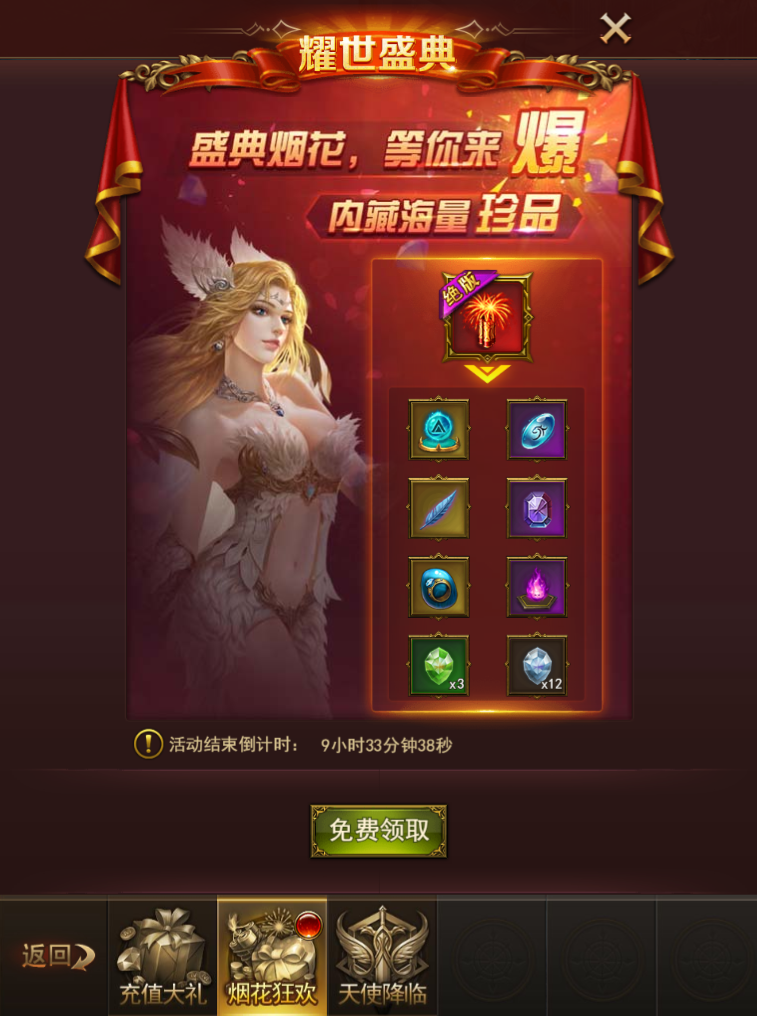 耀世盛典
盛典烟花，等你来爆
内藏海量珍品
绝版
x3
x12
活动结束倒计时： 9小时33分钟38秒
免费领取
返回
充值大礼
烟花狂欢
天使降临